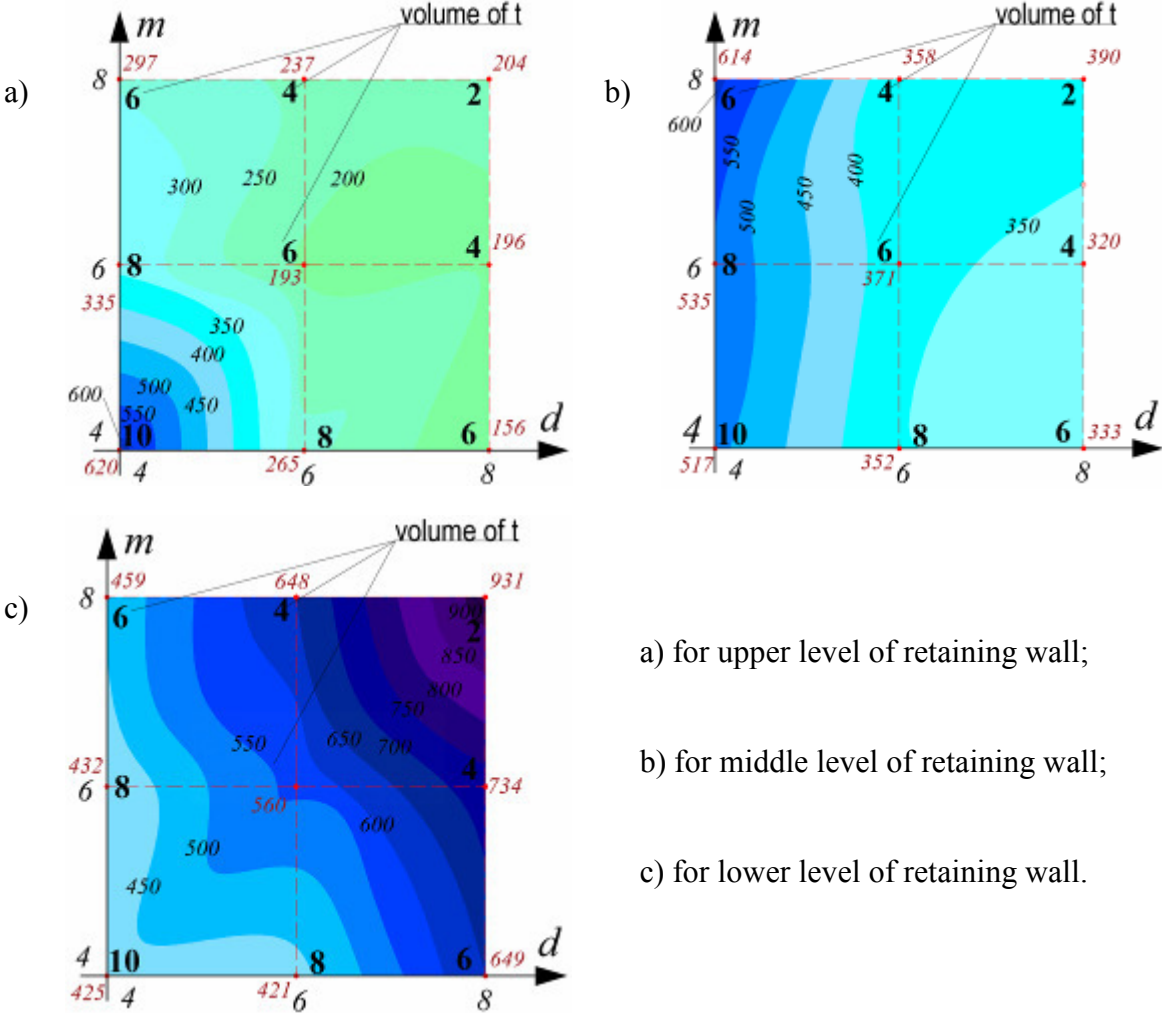 a)
volume of t
m
297 237 204
8
6 4 2
300 250 200
6 8 6 4 196
193
335
350
400
500
450
600
550
4 10 8 6 156
d
620 4 265 6 8
b)
volume of t
m
614 358 390
8
6 4 2
600
550
500
450
400
350
6 8 6 4 320
371
535
4 10 8 6 333
d
517 4 352 6 8
c)
volume of t
m
459 648 931
8
6 4 900
2
850
800
750
550 650 700
432
6 8 4 734
560
600
500
450
4 10 8 6 649
d
425 4 421 6 8
a) for upper level of retaining wall;
b) for middle level of retaining wall;
c) for lower level of retaining wall.